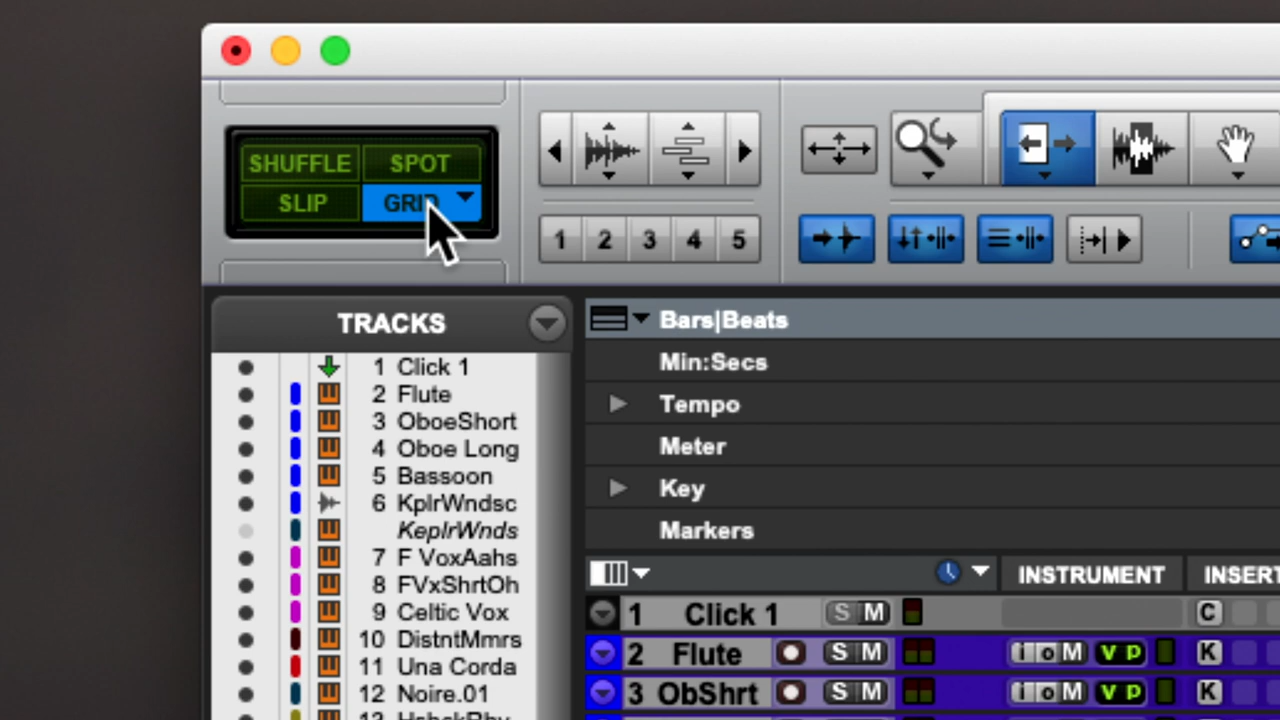 SHUFFLE SPOT
SLIP GRID
1 2 3 4 5
TRACKS
1 Click 1
2 Flute
3 OboeShort
4 Oboe Long
5 Bassoon
6 KplrWndsc
KeplrWnds
7 F VoxAahs
8 FVxShrtOh
9 Celtic Vox
10 DistntMmrs
11 Una Corda
12 Noire.01
Bars|Beats
Min:Secs
Tempo
Meter
Key
Markers
INSTRUMENT INSERT
1 Click 1 S M C
2 Flute S M i o M V P K
3 ObShrt S M i o M V P K